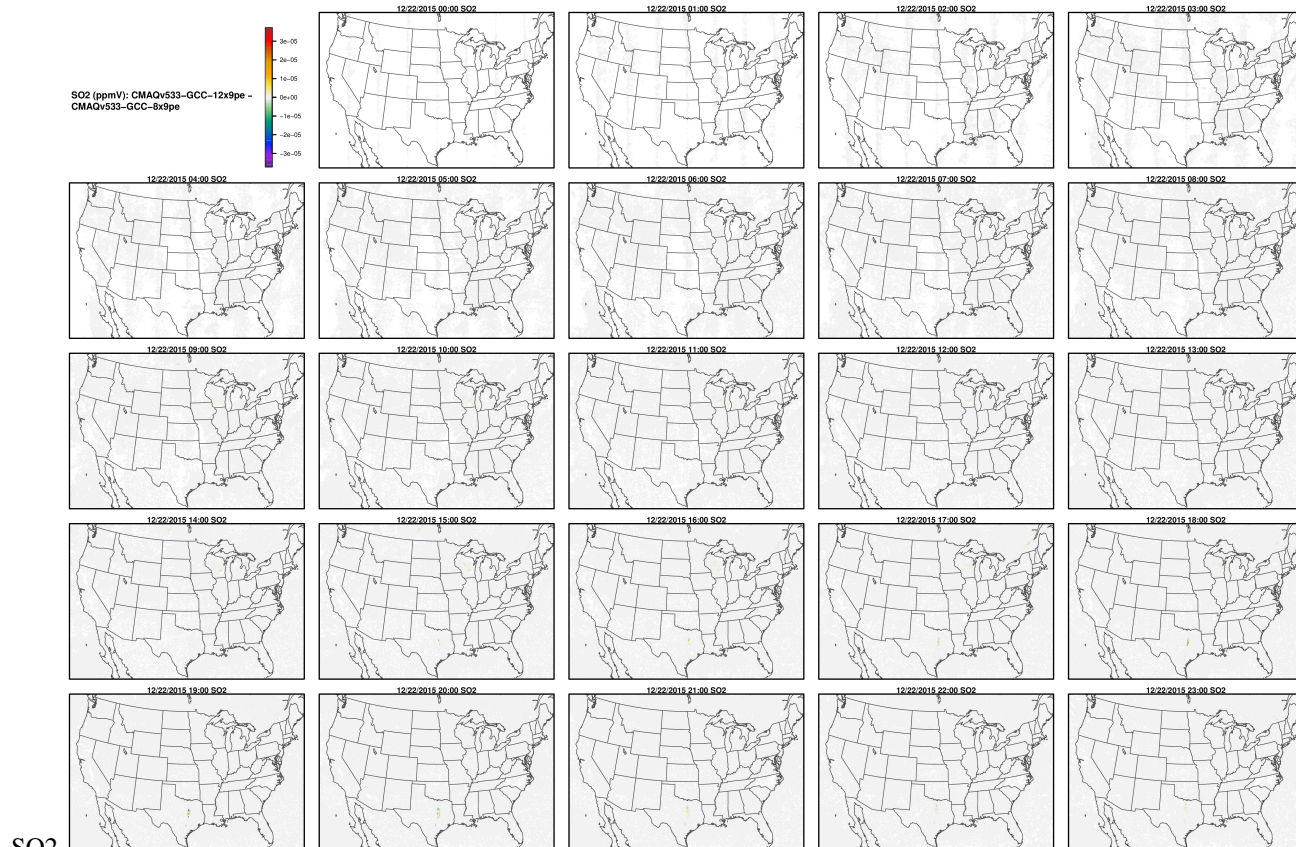 12/22/2015 00:00 SO2
12/22/2015 01:00 SO2
12/22/2015 02:00 SO2
12/22/2015 03:00 SO2
3e−05
2e−05
1e−05
0e+00
−1e−05
−2e−05
−3e−05
SO2 (ppmV): CMAQv533−GCC−12x9pe −
CMAQv533−GCC−8x9pe
12/22/2015 04:00 SO2
12/22/2015 05:00 SO2
12/22/2015 06:00 SO2
12/22/2015 07:00 SO2
12/22/2015 08:00 SO2
12/22/2015 09:00 SO2
12/22/2015 10:00 SO2
12/22/2015 11:00 SO2
12/22/2015 12:00 SO2
12/22/2015 13:00 SO2
12/22/2015 14:00 SO2
12/22/2015 15:00 SO2
12/22/2015 16:00 SO2
12/22/2015 17:00 SO2
12/22/2015 18:00 SO2
12/22/2015 19:00 SO2
12/22/2015 20:00 SO2
12/22/2015 21:00 SO2
12/22/2015 22:00 SO2
12/22/2015 23:00 SO2
SO2